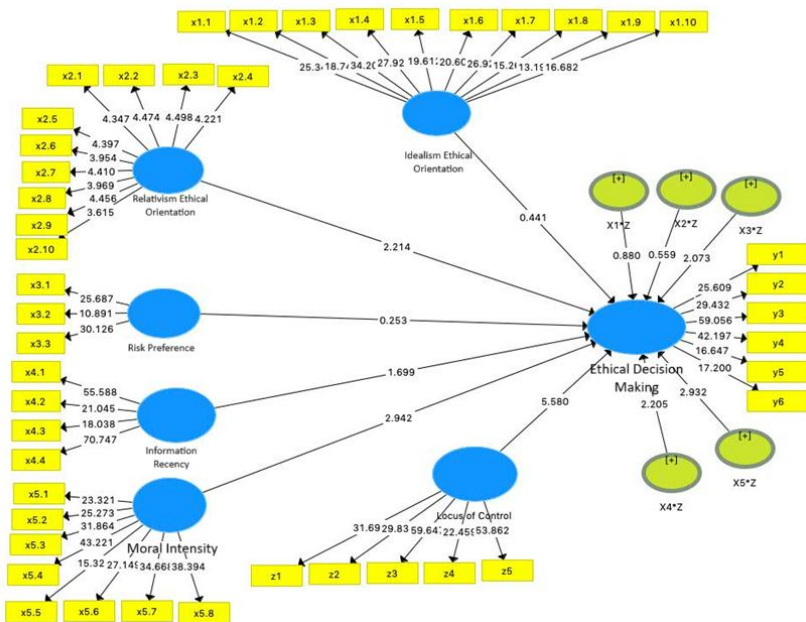 x1.1
x1.2
x1.3
x1.4
x1.5
x1.6
x1.7
x1.8
x1.9
x1.10
16.682
Idealism Ethical
Orientation
0.441
x2.1
x2.2
x2.3
x2.4
4.347
4.474
4.498
4.221
x2.5
x2.6
x2.7
x2.8
x2.9
x2.10
4.397
3.954
4.410
3.969
4.456
3.615
Relativism Ethical
Orientation
2.214
[+]
[+]
[+]
X1*Z
X2*Z
X3*Z
0.880
0.559
2.073
x3.1
x3.2
x3.3
25.687
10.891
30.126
Risk Preference
0.253
y1
y2
y3
y4
y5
y6
25.609
29.432
59.056
42.197
16.647
17.200
Ethical Decision
Making
x4.1
x4.2
x4.3
x4.4
55.588
21.045
18.038
70.747
Information
Recency
1.699
2.942
5.580
2.205
2.932
[+]
[+]
X4*Z
X5*Z
x5.1
x5.2
x5.3
x5.4
x5.5
x5.6
x5.7
x5.8
23.321
25.273
31.864
43.221
27.149
38.394
Moral Intensity
Locus of Control
22.459
53.862
z1
z2
z3
z4
z5